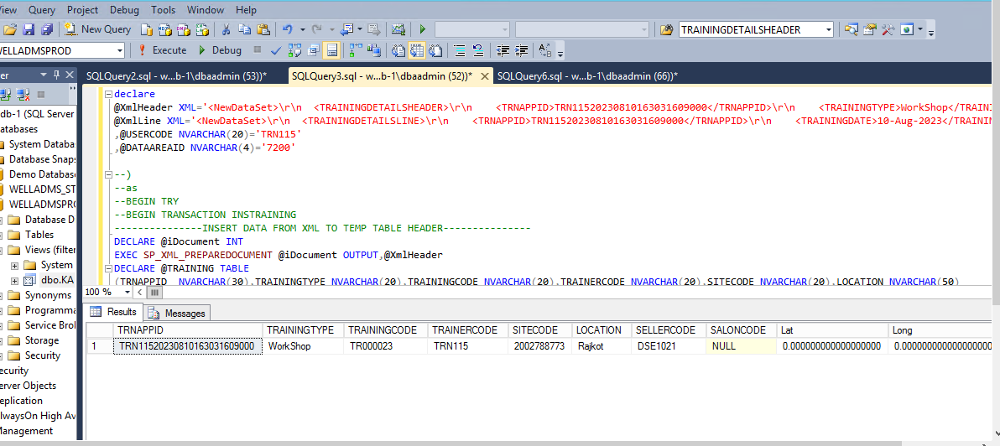 View Query Project Debug Tools Window Help
New Query TRAININGDETAILSHEADER
WELLADMSPROD Execute Debug
SQLQuery2.sql - w...b-1\dbaadmin (53))* SQLQuery3.sql - w...b-1\dbaadmin (52))* SQLQuery6.sql - w...b-1\dbaadmin (66))*
er
db-1 (SQL Server
atabases
System Databa
Database Snaps
Demo Database
WELLADMS_ST
WELLADMSPR
Database D
Tables
Views (filter
System
dbo.KA
Synonyms
Programma
Service Brol
Storage
Security
ecurity
erver Objects
eplication
lwaysOn High Av
Management
declare
@XmlHeader XML='<NewDataSet>\r\n  <TRAININGDETAILSHEADER>\r\n    <TRNAPPID>TRN11520230810163031609000</TRNAPPID>\r\n    <TRAININGTYPE>WorkShop</TRAINI
@XmlLine XML='<NewDataSet>\r\n  <TRAININGDETAILSLINE>\r\n    <TRNAPPID>TRN11520230810163031609000</TRNAPPID>\r\n    <TRAININGDATE>10-Aug-2023</TRAININ
,@USERCODE NVARCHAR(20)='TRN115'
,@DATAAREAID NVARCHAR(4)='7200'
--)
--as
--BEGIN TRY
--BEGIN TRANSACTION INSTRAINING
---------------INSERT DATA FROM XML TO TEMP TABLE HEADER---------------
DECLARE @iDocument INT
EXEC SP_XML_PREPAREDOCUMENT @iDocument OUTPUT,@XmlHeader
DECLARE @TRAINING TABLE
(TRNAPPID  NVARCHAR(30),TRAININGTYPE NVARCHAR(20),TRAININGCODE NVARCHAR(20),TRAINERCODE NVARCHAR(20),SITECODE NVARCHAR(20),LOCATION NVARCHAR(50)
100 %
Results Messages
TRNAPPID TRAININGTYPE TRAININGCODE TRAINERCODE SITECODE LOCATION SELLERCODE SALONCODE Lat Long
1 TRN11520230810163031609000 WorkShop TR000023 TRN115 2002788773 Rajkot DSE1021 NULL 0.000000000000000000 0.00000000000000000